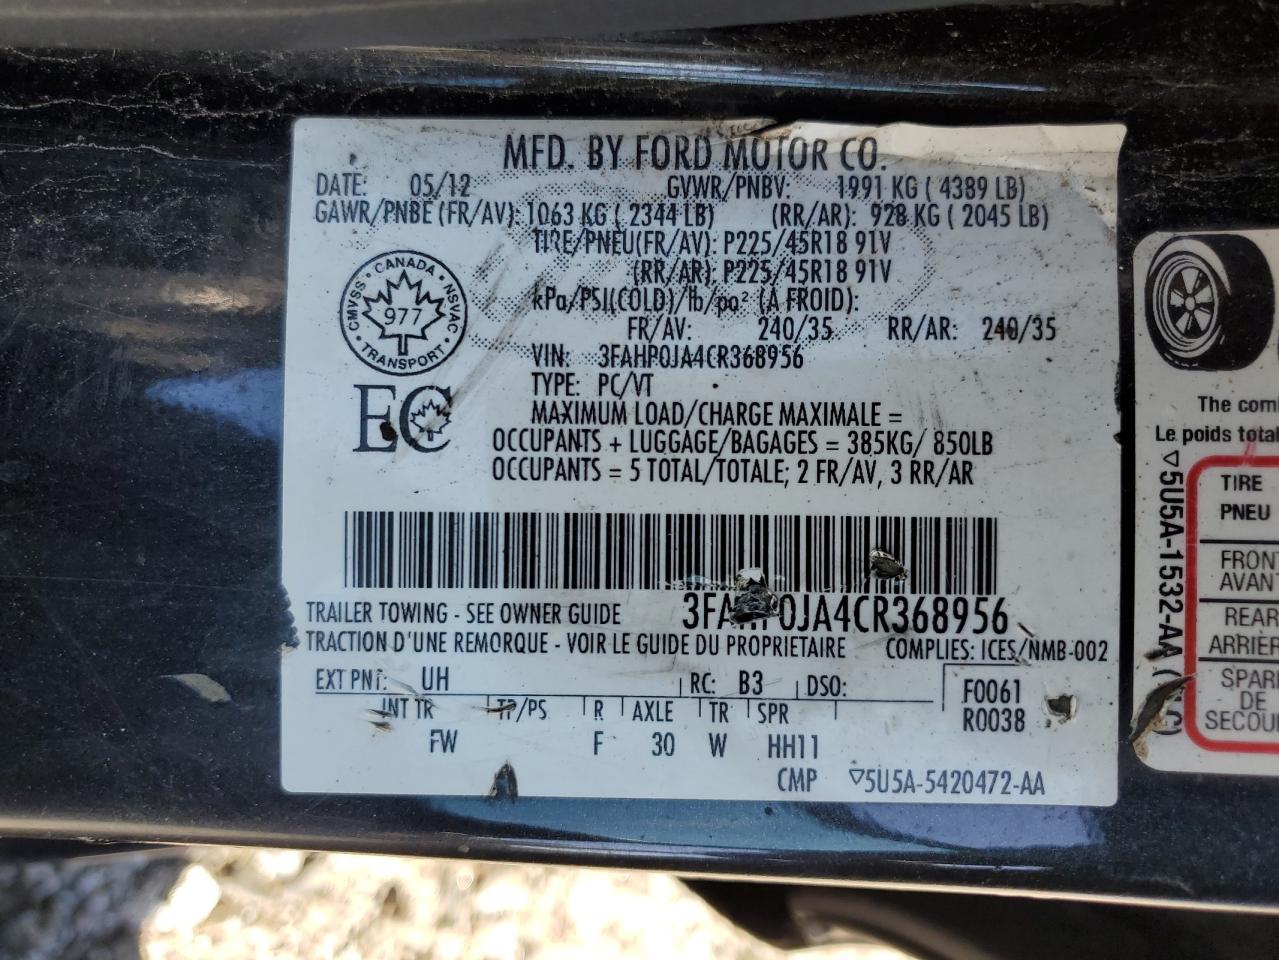 MFD. BY FORD MOTOR CO.
DATE: 05/12 GVWR/PNBV: 1991 KG ( 4389 LB)
GAWR/PNBE (FR/AV): 1063 KG ( 2344 LB) (RR/AR): 928 KG ( 2045 LB)
TIRE/PNEU(FR/AV): P225/45R18 91V
(RR/AR): P225/45R18 91V
kPa/PSI(COLD)/lb/po² (A FROID):
FR/AV: 240/35 RR/AR: 240/35
VIN: 3FAHP0JA4CR368956
TYPE: PC/VT
MAXIMUM LOAD/CHARGE MAXIMALE =
OCCUPANTS + LUGGAGE/BAGAGES = 385KG/ 850LB
OCCUPANTS = 5 TOTAL/TOTALE; 2 FR/AV, 3 RR/AR
CANADA
CMVSS NSVAC
977
TRANSPORT
EC
3FAHP0JA4CR368956
TRAILER TOWING - SEE OWNER GUIDE
TRACTION D'UNE REMORQUE - VOIR LE GUIDE DU PROPRIETAIRE COMPLIES: ICES/NMB-002
EXT PNT: UH RC: B3 DSO: F0061
INT TR TP/PS R AXLE TR SPR R0038
FW F 30 W HH11
CMP ▽5U5A-5420472-AA
The comb
Le poids total
▽5U5A-1532-AA
TIRE
PNEU
FRONT
AVANT
REAR
ARRIER
SPARE
DE
SECOUR